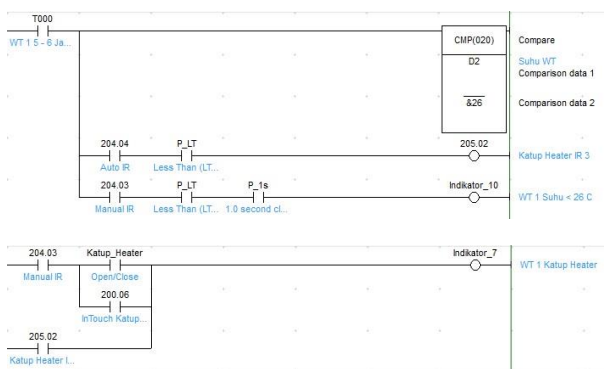 T000
WT 1 5 - 6 Ja...
CMP(020)
Compare
D2
Suhu WT
Comparison data 1
&26
Comparison data 2
204.04
P_LT
205.02
Auto IR
Less Than (LT...
Katup Heater IR 3
204.03
P_LT
P_1s
Indikator_10
Manual IR
Less Than (LT...
1.0 second cl...
WT 1 Suhu < 26 C
204.03
Katup_Heater
Indikator_7
Manual IR
Open/Close
WT 1 Katup Heater
200.06
InTouch Katup...
205.02
Katup Heater I...